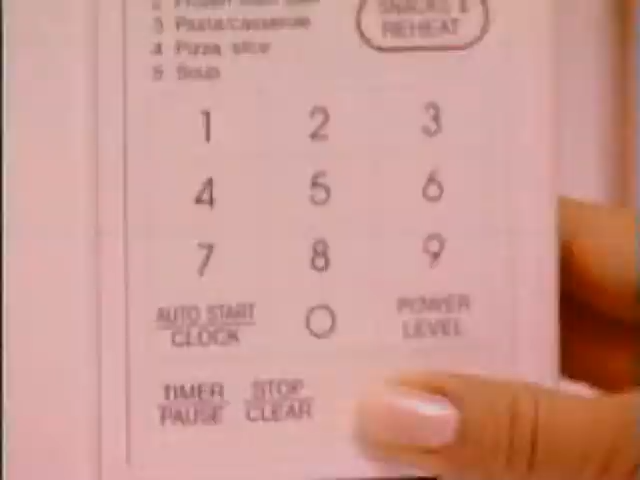 SNACKS &
REHEAT
3 Pasta/casserole
4 Pizza, slice
5 Soup
1 2 3
4 5 6
7 8 9
AUTO START
CLOCK
0
POWER
LEVEL
TIMER
PAUSE
STOP
CLEAR